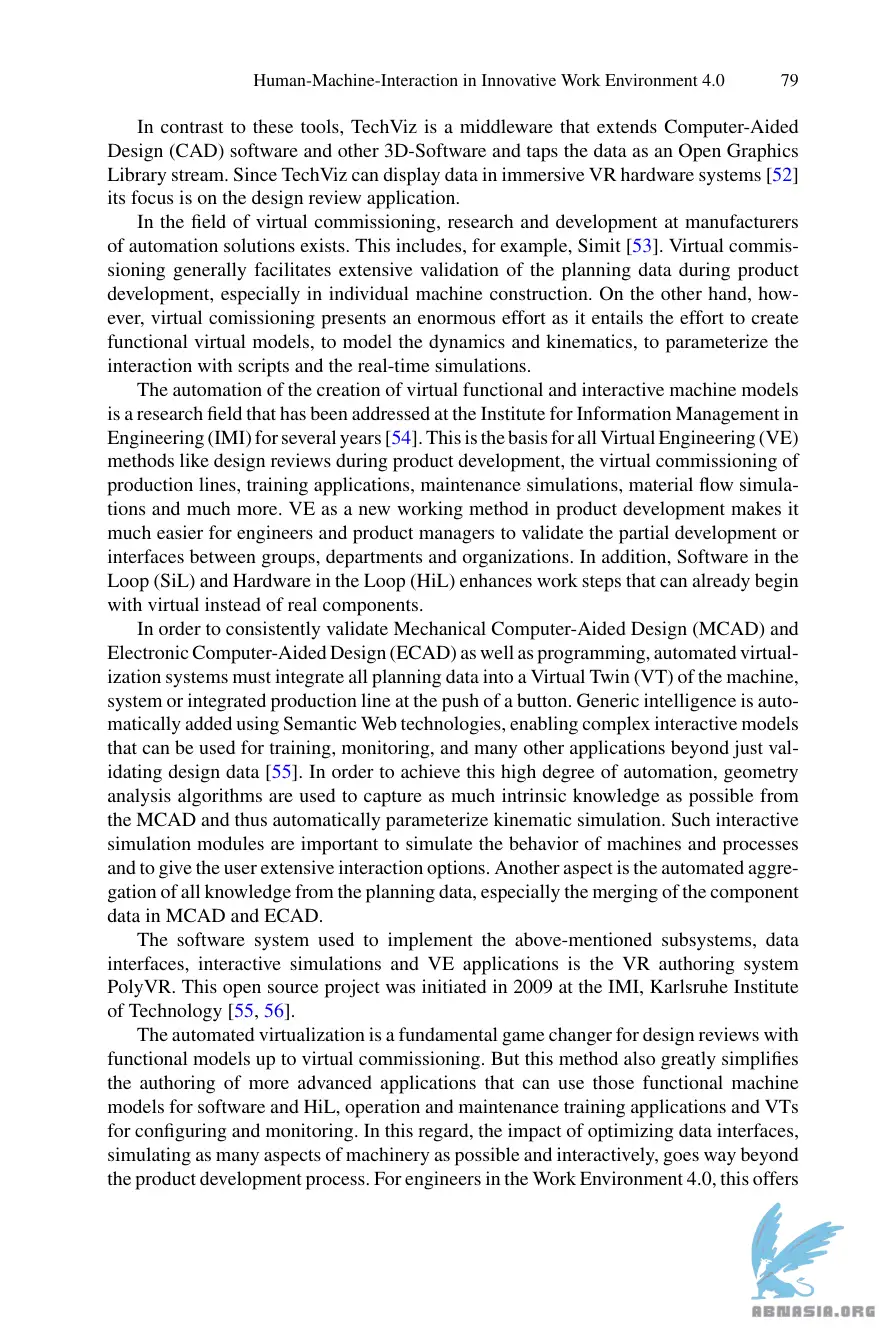 Human-Machine-Interaction in Innovative Work Environment 4.0 79
In contrast to these tools, TechViz is a middleware that extends Computer-Aided
Design (CAD) software and other 3D-Software and taps the data as an Open Graphics
Library stream. Since TechViz can display data in immersive VR hardware systems [52]
its focus is on the design review application.
In the field of virtual commissioning, research and development at manufacturers
of automation solutions exists. This includes, for example, Simit [53]. Virtual commis-
sioning generally facilitates extensive validation of the planning data during product
development, especially in individual machine construction. On the other hand, how-
ever, virtual comissioning presents an enormous effort as it entails the effort to create
functional virtual models, to model the dynamics and kinematics, to parameterize the
interaction with scripts and the real-time simulations.
The automation of the creation of virtual functional and interactive machine models
is a research field that has been addressed at the Institute for Information Management in
Engineering (IMI) for several years [54]. This is the basis for all Virtual Engineering (VE)
methods like design reviews during product development, the virtual commissioning of
production lines, training applications, maintenance simulations, material flow simula-
tions and much more. VE as a new working method in product development makes it
much easier for engineers and product managers to validate the partial development or
interfaces between groups, departments and organizations. In addition, Software in the
Loop (SiL) and Hardware in the Loop (HiL) enhances work steps that can already begin
with virtual instead of real components.
In order to consistently validate Mechanical Computer-Aided Design (MCAD) and
Electronic Computer-Aided Design (ECAD) as well as programming, automated virtual-
ization systems must integrate all planning data into a Virtual Twin (VT) of the machine,
system or integrated production line at the push of a button. Generic intelligence is auto-
matically added using Semantic Web technologies, enabling complex interactive models
that can be used for training, monitoring, and many other applications beyond just val-
idating design data [55]. In order to achieve this high degree of automation, geometry
analysis algorithms are used to capture as much intrinsic knowledge as possible from
the MCAD and thus automatically parameterize kinematic simulation. Such interactive
simulation modules are important to simulate the behavior of machines and processes
and to give the user extensive interaction options. Another aspect is the automated aggre-
gation of all knowledge from the planning data, especially the merging of the component
data in MCAD and ECAD.
The software system used to implement the above-mentioned subsystems, data
interfaces, interactive simulations and VE applications is the VR authoring system
PolyVR. This open source project was initiated in 2009 at the IMI, Karlsruhe Institute
of Technology [55, 56].
The automated virtualization is a fundamental game changer for design reviews with
functional models up to virtual commissioning. But this method also greatly simplifies
the authoring of more advanced applications that can use those functional machine
models for software and HiL, operation and maintenance training applications and VTs
for configuring and monitoring. In this regard, the impact of optimizing data interfaces,
simulating as many aspects of machinery as possible and interactively, goes way beyond
the product development process. For engineers in the Work Environment 4.0, this offers
ABNASIA.ORG